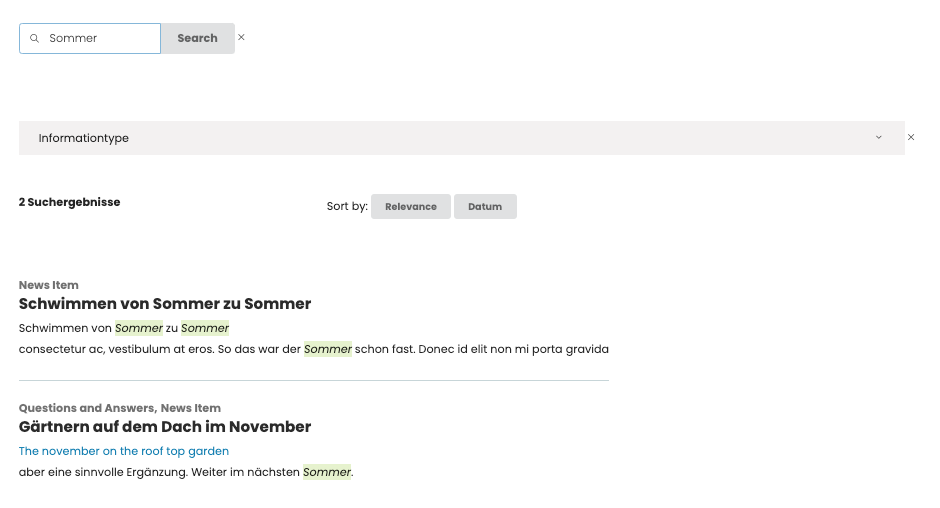 Sommer Search ×
Informationtype ×
2 Suchergebnisse Sort by: Relevance Datum
News Item
Schwimmen von Sommer zu Sommer
Schwimmen von Sommer zu Sommer
consectetur ac, vestibulum at eros. So das war der Sommer schon fast. Donec id elit non mi porta gravida
Questions and Answers, News Item
Gärtnern auf dem Dach im November
The november on the roof top garden
aber eine sinnvolle Ergänzung. Weiter im nächsten Sommer.